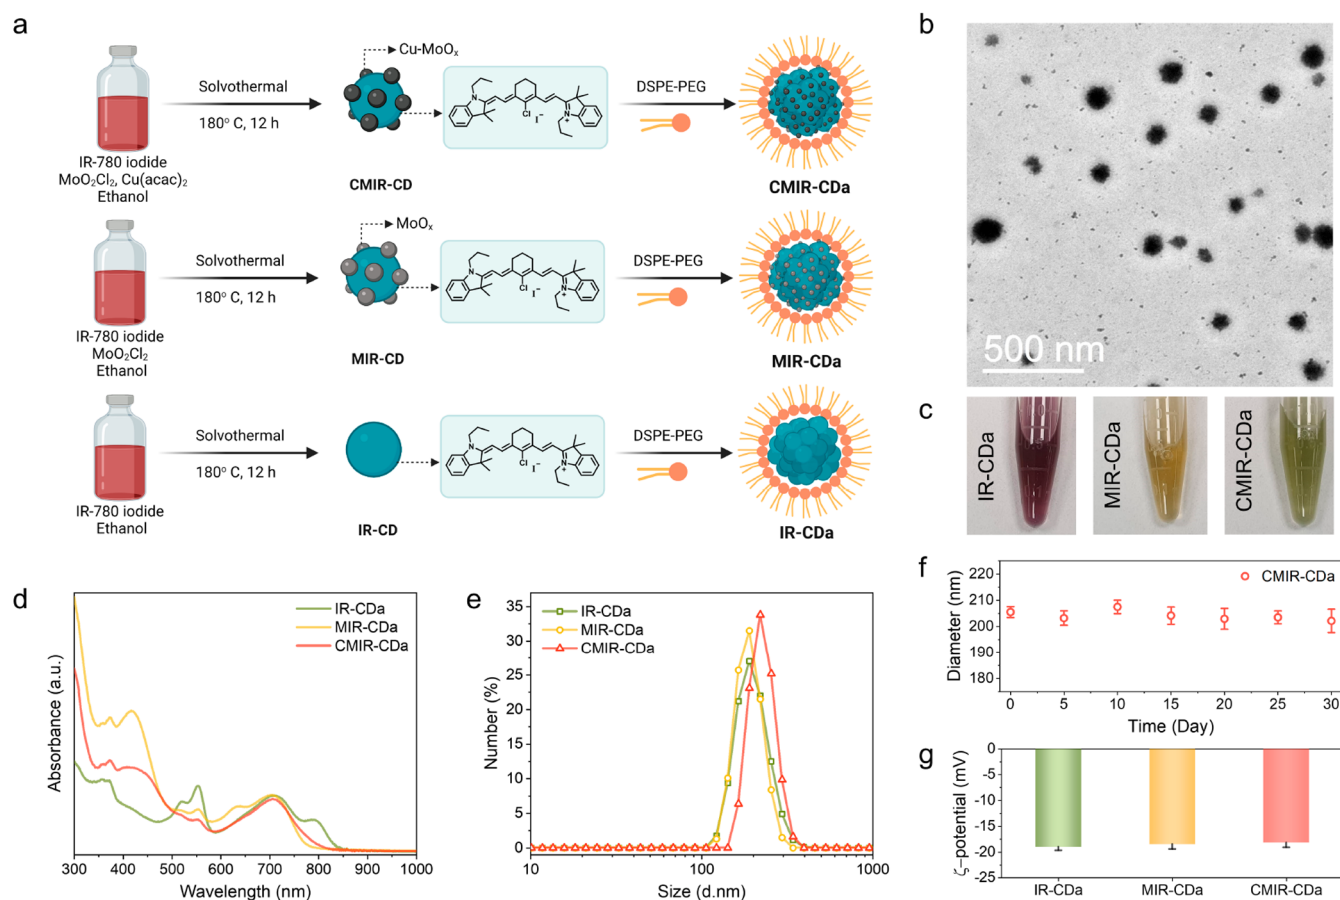 a
Cu-MoOₓ
Solvothermal
180° C, 12 h
Cl
I⁻
N
N⁺
DSPE-PEG
IR-780 iodide
MoO₂Cl₂, Cu(acac)₂
Ethanol
CMIR-CD
CMIR-CDa
MoOₓ
Solvothermal
180° C, 12 h
Cl
I⁻
N
N⁺
DSPE-PEG
IR-780 iodide
MoO₂Cl₂
Ethanol
MIR-CD
MIR-CDa
Solvothermal
180° C, 12 h
Cl
I⁻
N
N⁺
DSPE-PEG
IR-780 iodide
Ethanol
IR-CD
IR-CDa
b
500 nm
c
IR-CDa
MIR-CDa
CMIR-CDa
d
IR-CDa
MIR-CDa
CMIR-CDa
Absorbance (a.u.)
300 400 500 600 700 800 900 1000
Wavelength (nm)
e
IR-CDa
MIR-CDa
CMIR-CDa
Number (%)
35
30
25
20
15
10
5
0
10 100 1000
Size (d.nm)
f
CMIR-CDa
Diameter (nm)
220
210
200
190
180
0 5 10 15 20 25 30
Time (Day)
g
ζ-potential (mV)
0
-5
-10
-15
-20
-25
IR-CDa MIR-CDa CMIR-CDa